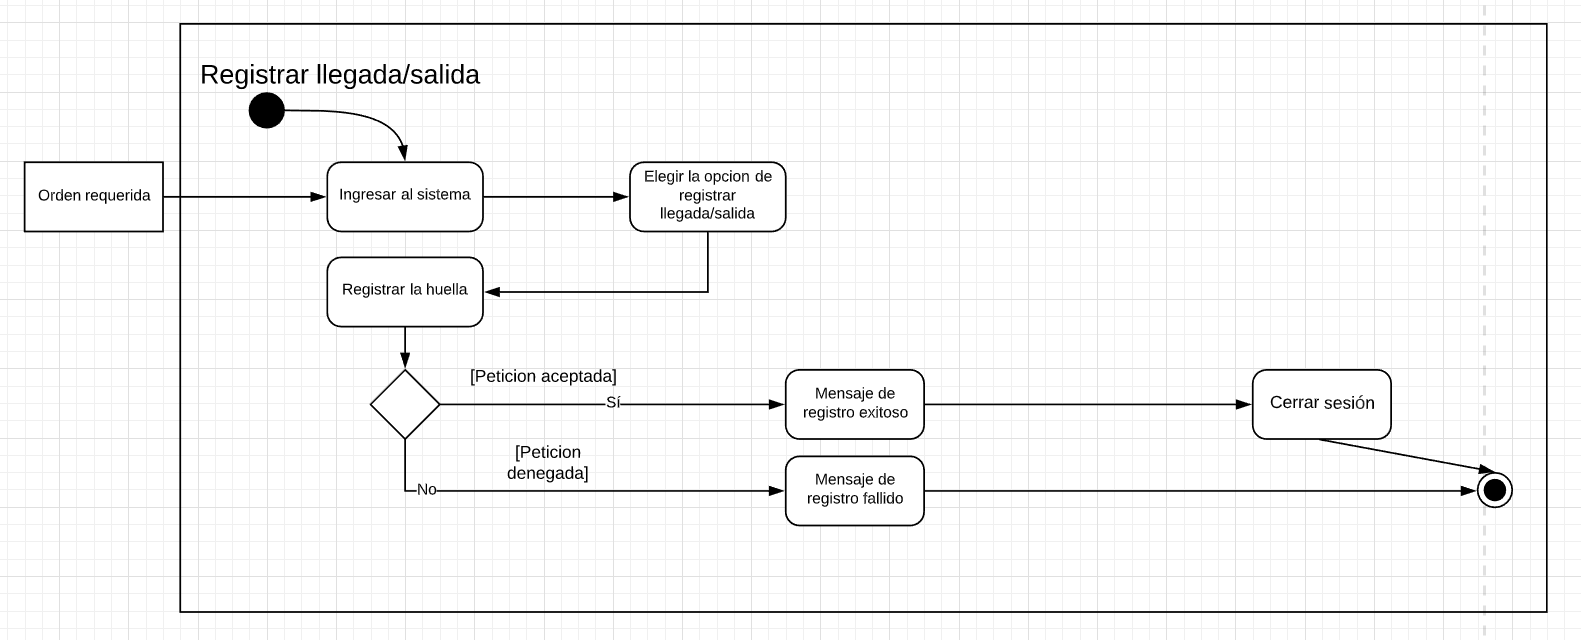 Registrar llegada/salida
Orden requerida
Ingresar al sistema
Elegir la opcion de
registrar
llegada/salida
Registrar la huella
[Peticion aceptada]
Sí
Mensaje de
registro exitoso
Cerrar sesión
[Peticion
denegada]
No
Mensaje de
registro fallido